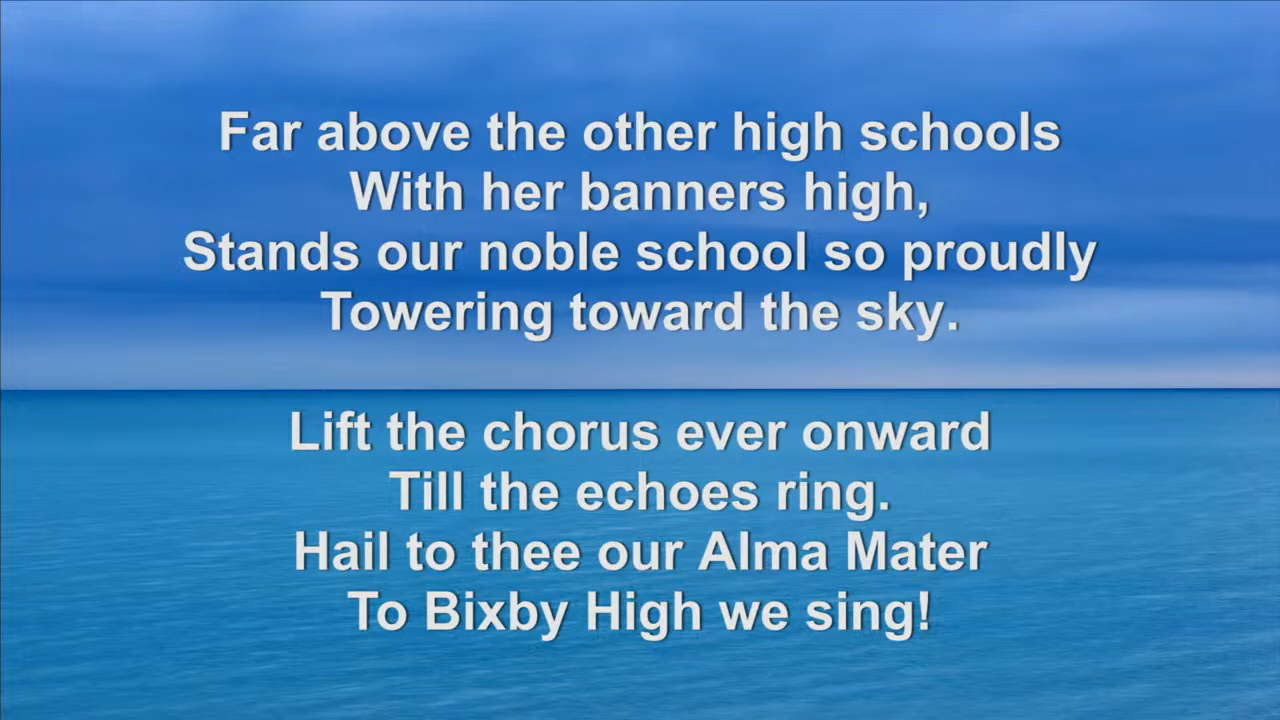 Far above the other high schools
With her banners high,
Stands our noble school so proudly
Towering toward the sky.
Lift the chorus ever onward
Till the echoes ring.
Hail to thee our Alma Mater
To Bixby High we sing!